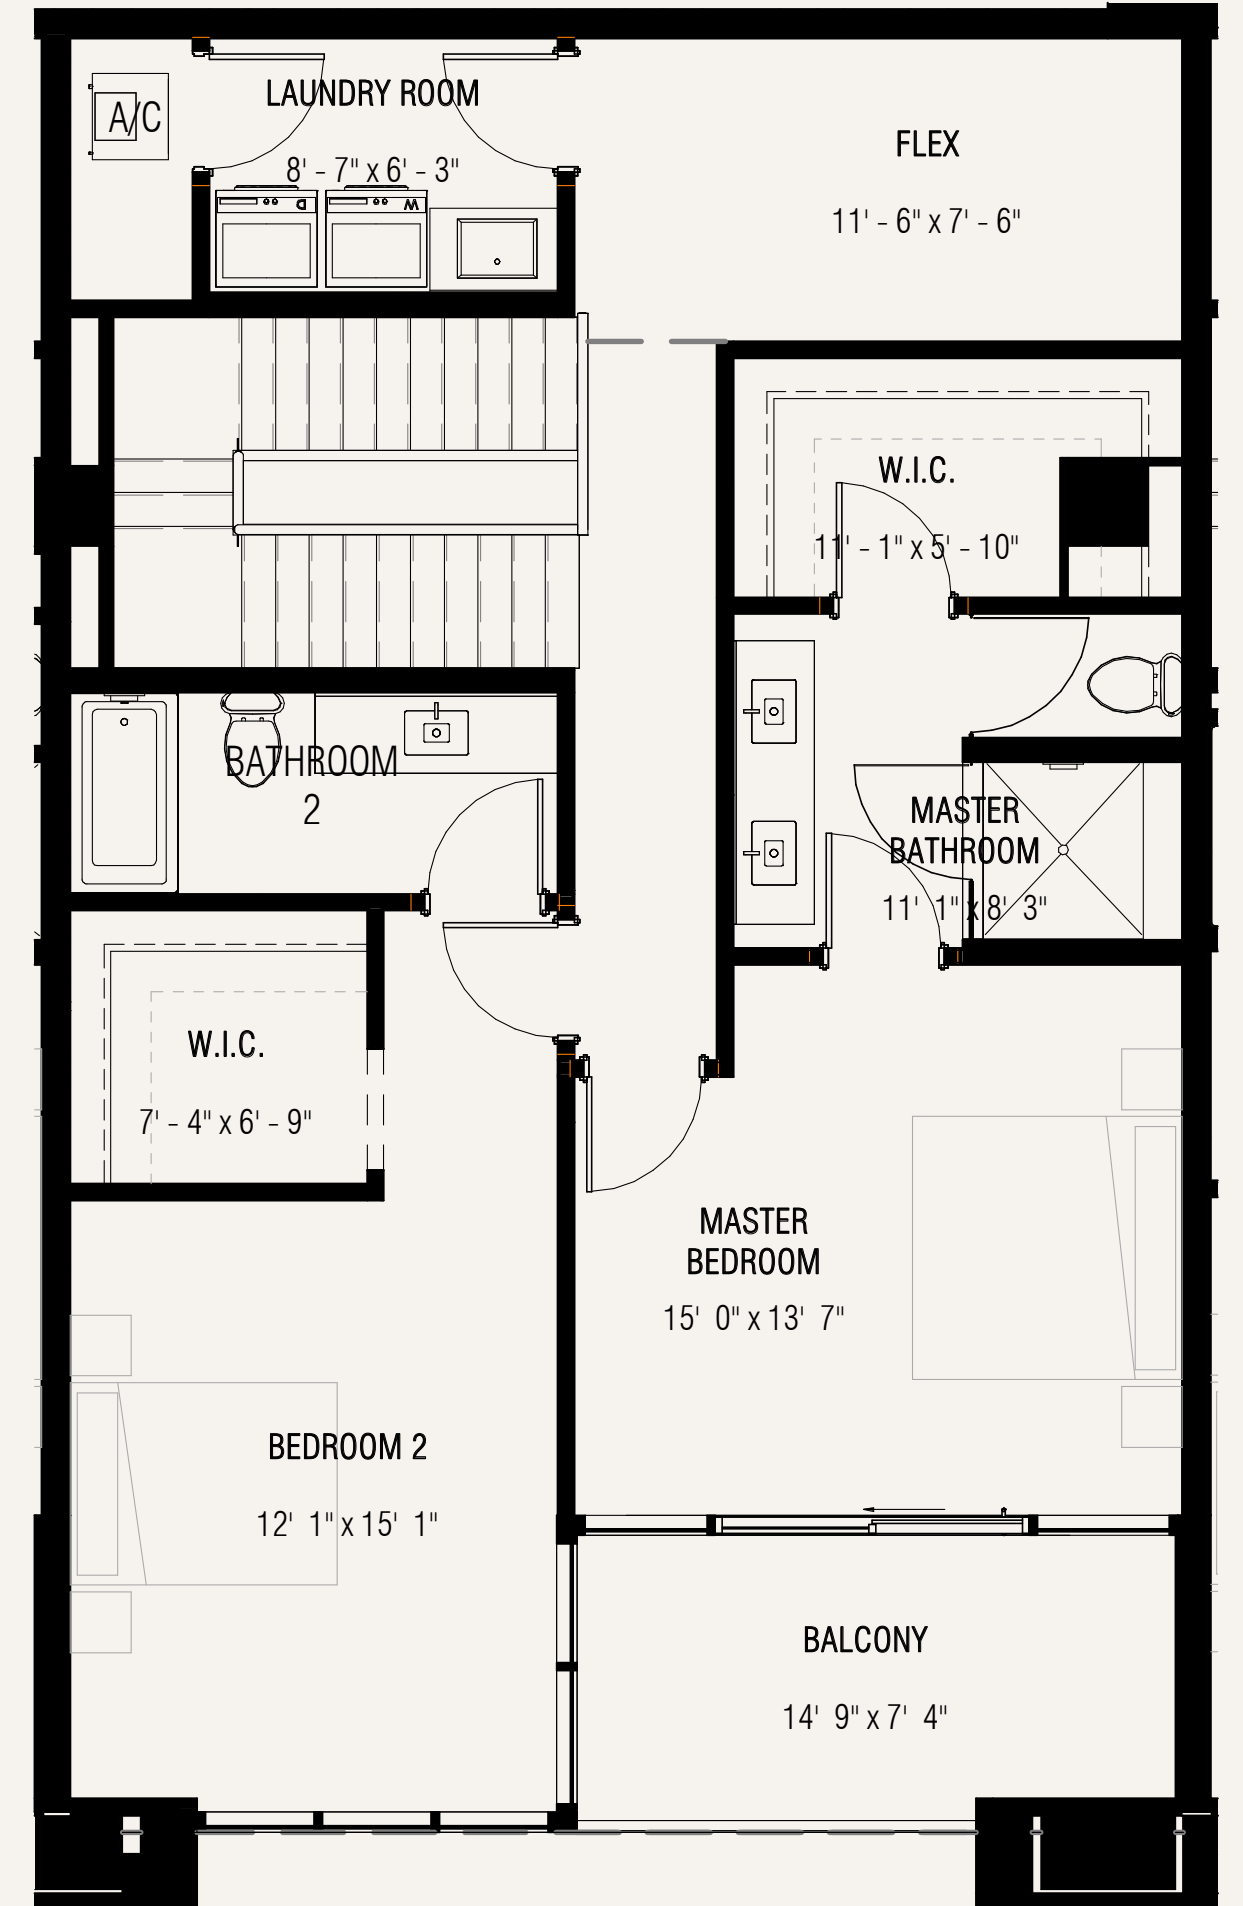 LAUNDRY ROOM
8' - 7" x 6' - 3"
A/C
D
W
FLEX
11' - 6" x 7' - 6"
W.I.C.
11' - 1" x 5' - 10"
BATHROOM
2
MASTER
BATHROOM
11' 1" x 8' 3"
W.I.C.
7' - 4" x 6' - 9"
MASTER
BEDROOM
15' 0" x 13' 7"
BEDROOM 2
12' 1" x 15' 1"
BALCONY
14' 9" x 7' 4"